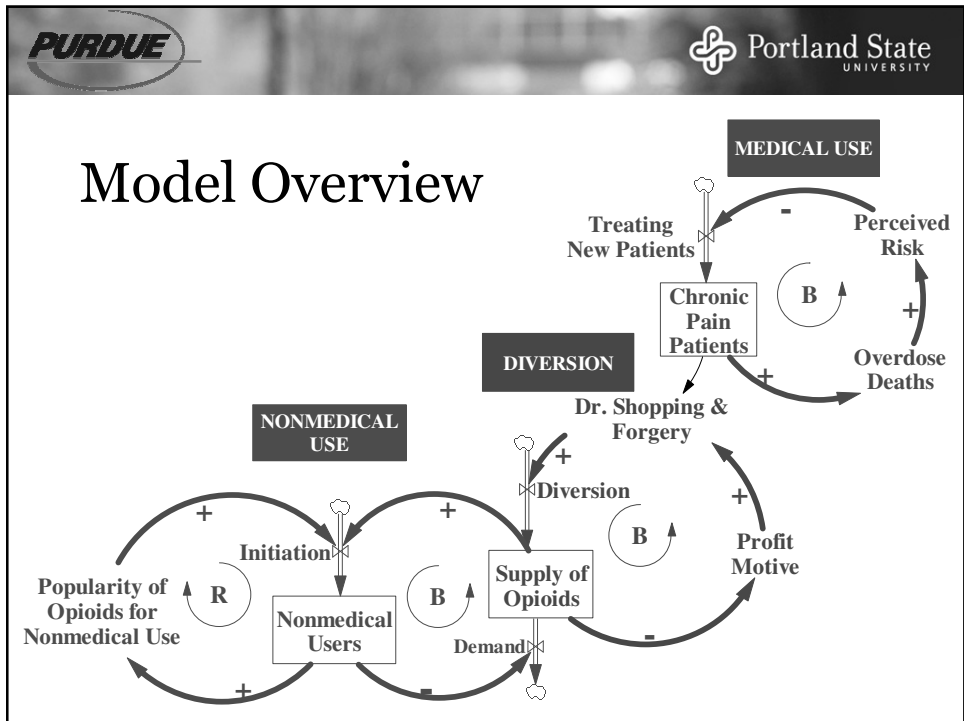 PURDUE
Portland State
UNIVERSITY
Model Overview
MEDICAL USE
Treating
New Patients
-
Perceived
Risk
B
+
Chronic
Pain
Patients
+
Overdose
Deaths
DIVERSION
Dr. Shopping &
Forgery
NONMEDICAL
USE
+
Diversion
+
B
Profit
Motive
+
+
Initiation
Popularity of
Opioids for
Nonmedical Use
R
B
Supply of
Opioids
Nonmedical
Users
-
Demand
+
-